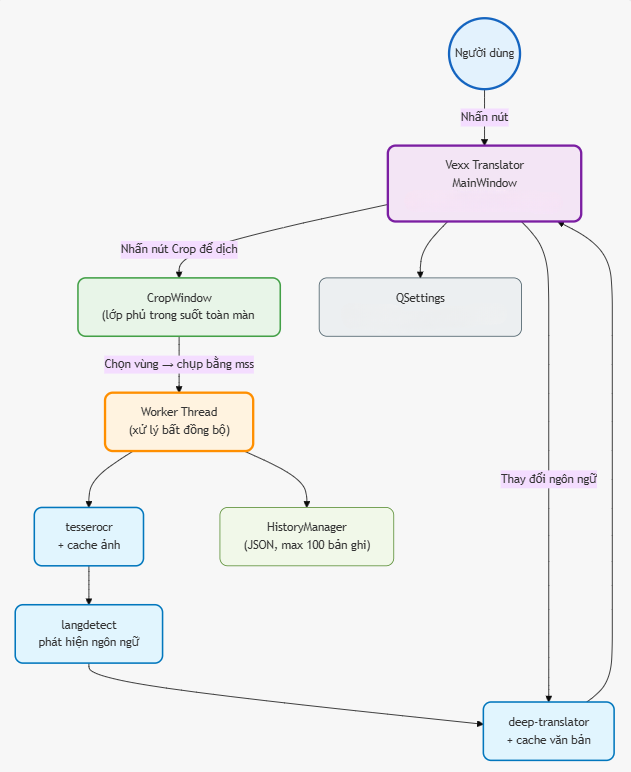 Người dùng
Nhấn nút
Vexx Translator
MainWindow
Nhấn nút Crop để dịch
CropWindow
(lớp phủ trong suốt toàn màn
QSettings
Chọn vùng → chụp bằng mss
Worker Thread
(xử lý bất đồng bộ)
Thay đổi ngôn ngữ
tesserocr
+ cache ảnh
HistoryManager
(JSON, max 100 bản ghi)
langdetect
phát hiện ngôn ngữ
deep-translator
+ cache văn bản